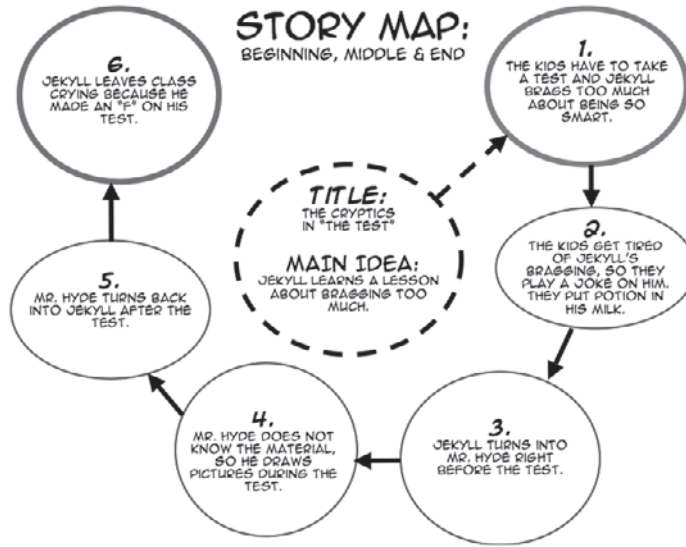 STORY MAP:
BEGINNING, MIDDLE & END
TITLE:
THE CRYPTICS
IN "THE TEST"
MAIN IDEA:
JEKYLL LEARNS A LESSON
ABOUT BRAGGING TOO
MUCH.
1.
THE KIDS HAVE TO TAKE
A TEST AND JEKYLL
BRAGS TOO MUCH
ABOUT BEING SO
SMART.
2.
THE KIDS GET TIRED
OF JEKYLL'S
BRAGGING, SO THEY
PLAY A JOKE ON HIM.
THEY PUT POTION IN
HIS MILK.
3.
JEKYLL TURNS INTO
MR. HYDE RIGHT
BEFORE THE TEST.
4.
MR. HYDE DOES NOT
KNOW THE MATERIAL,
SO HE DRAWS
PICTURES DURING THE
TEST.
5.
MR. HYDE TURNS BACK
INTO JEKYLL AFTER THE
TEST.
6.
JEKYLL LEAVES CLASS
CRYING BECAUSE HE
MADE AN "F" ON HIS
TEST.